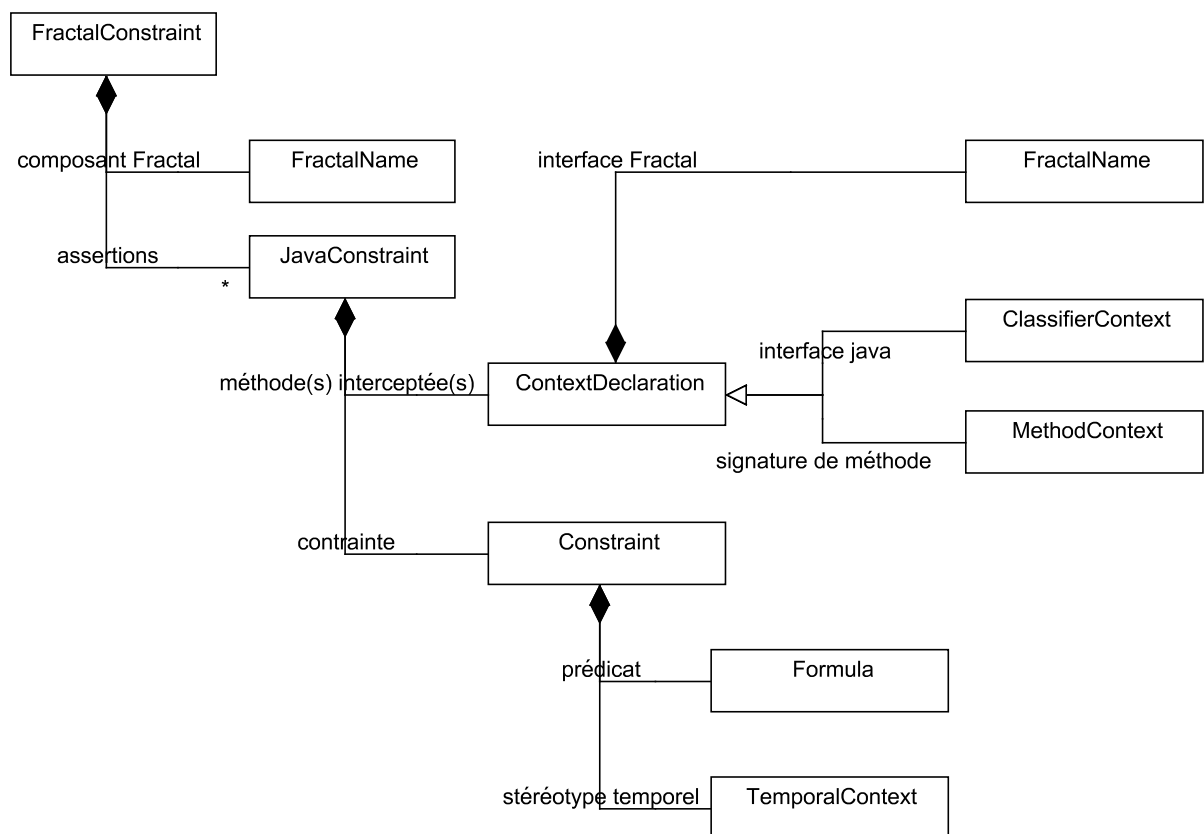 FractalConstraint
composant Fractal
FractalName
interface Fractal
FractalName
assertions
*
JavaConstraint
méthode(s) interceptée(s)
ContextDeclaration
interface java
ClassifierContext
signature de méthode
MethodContext
contrainte
Constraint
prédicat
Formula
stéréotype temporel
TemporalContext